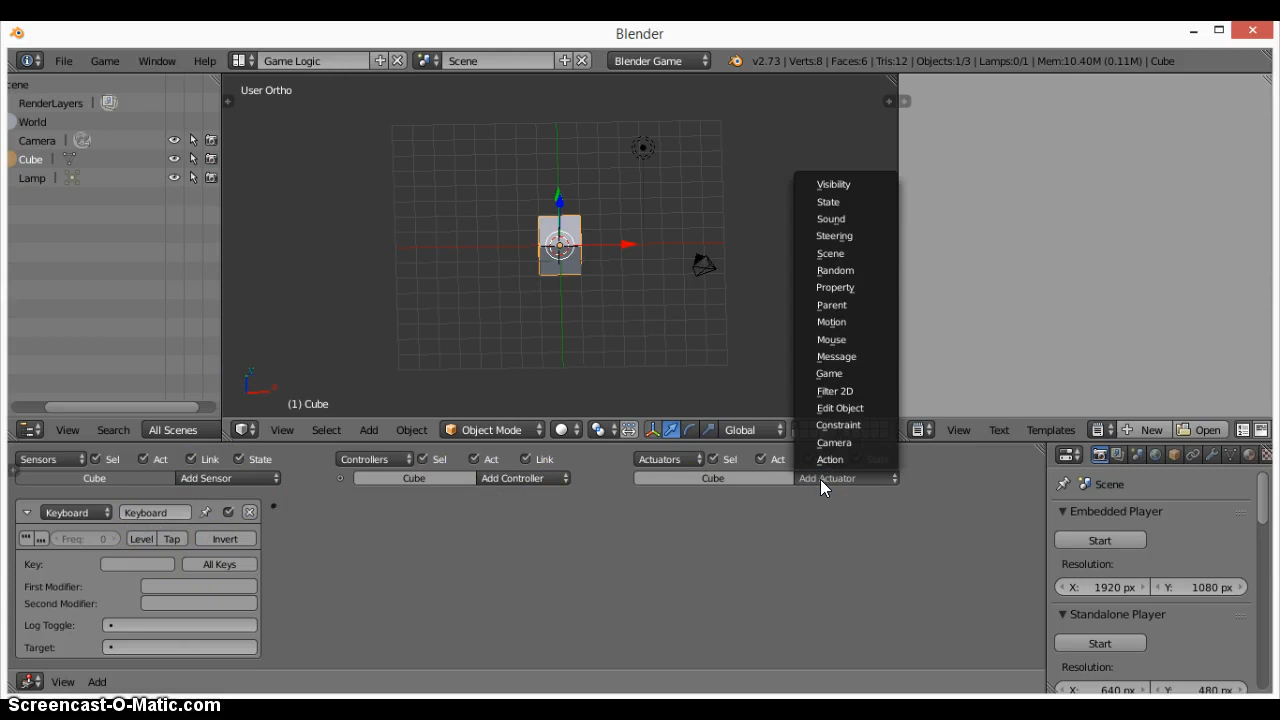 Blender
File Game Window Help Game Logic Scene Blender Game v2.73 | Verts:8 | Faces:6 | Tris:12 | Objects:1/3 | Lamps:0/1 | Mem:10.40M (0.11M) | Cube
cene
RenderLayers
World
Camera
Cube
Lamp
User Ortho
(1) Cube
Visibility
State
Sound
Steering
Scene
Random
Property
Parent
Motion
Mouse
Message
Game
Filter 2D
Edit Object
Constraint
Camera
Action
View Search All Scenes
View Select Add Object Object Mode Global
View Text Templates New Open
Sensors Sel Act Link State
Cube Add Sensor
Controllers Sel Act Link
Cube Add Controller
Actuators Sel Act State
Cube Add Actuator
Keyboard Keyboard
Freq: 0 Level Tap Invert
Key: All Keys
First Modifier:
Second Modifier:
Log Toggle:
Target:
Scene
Embedded Player
Start
Resolution:
X: 1920 px Y: 1080 px
Standalone Player
Start
Resolution:
X: 640 px Y: 480 px
View Add
Screencast-O-Matic.com